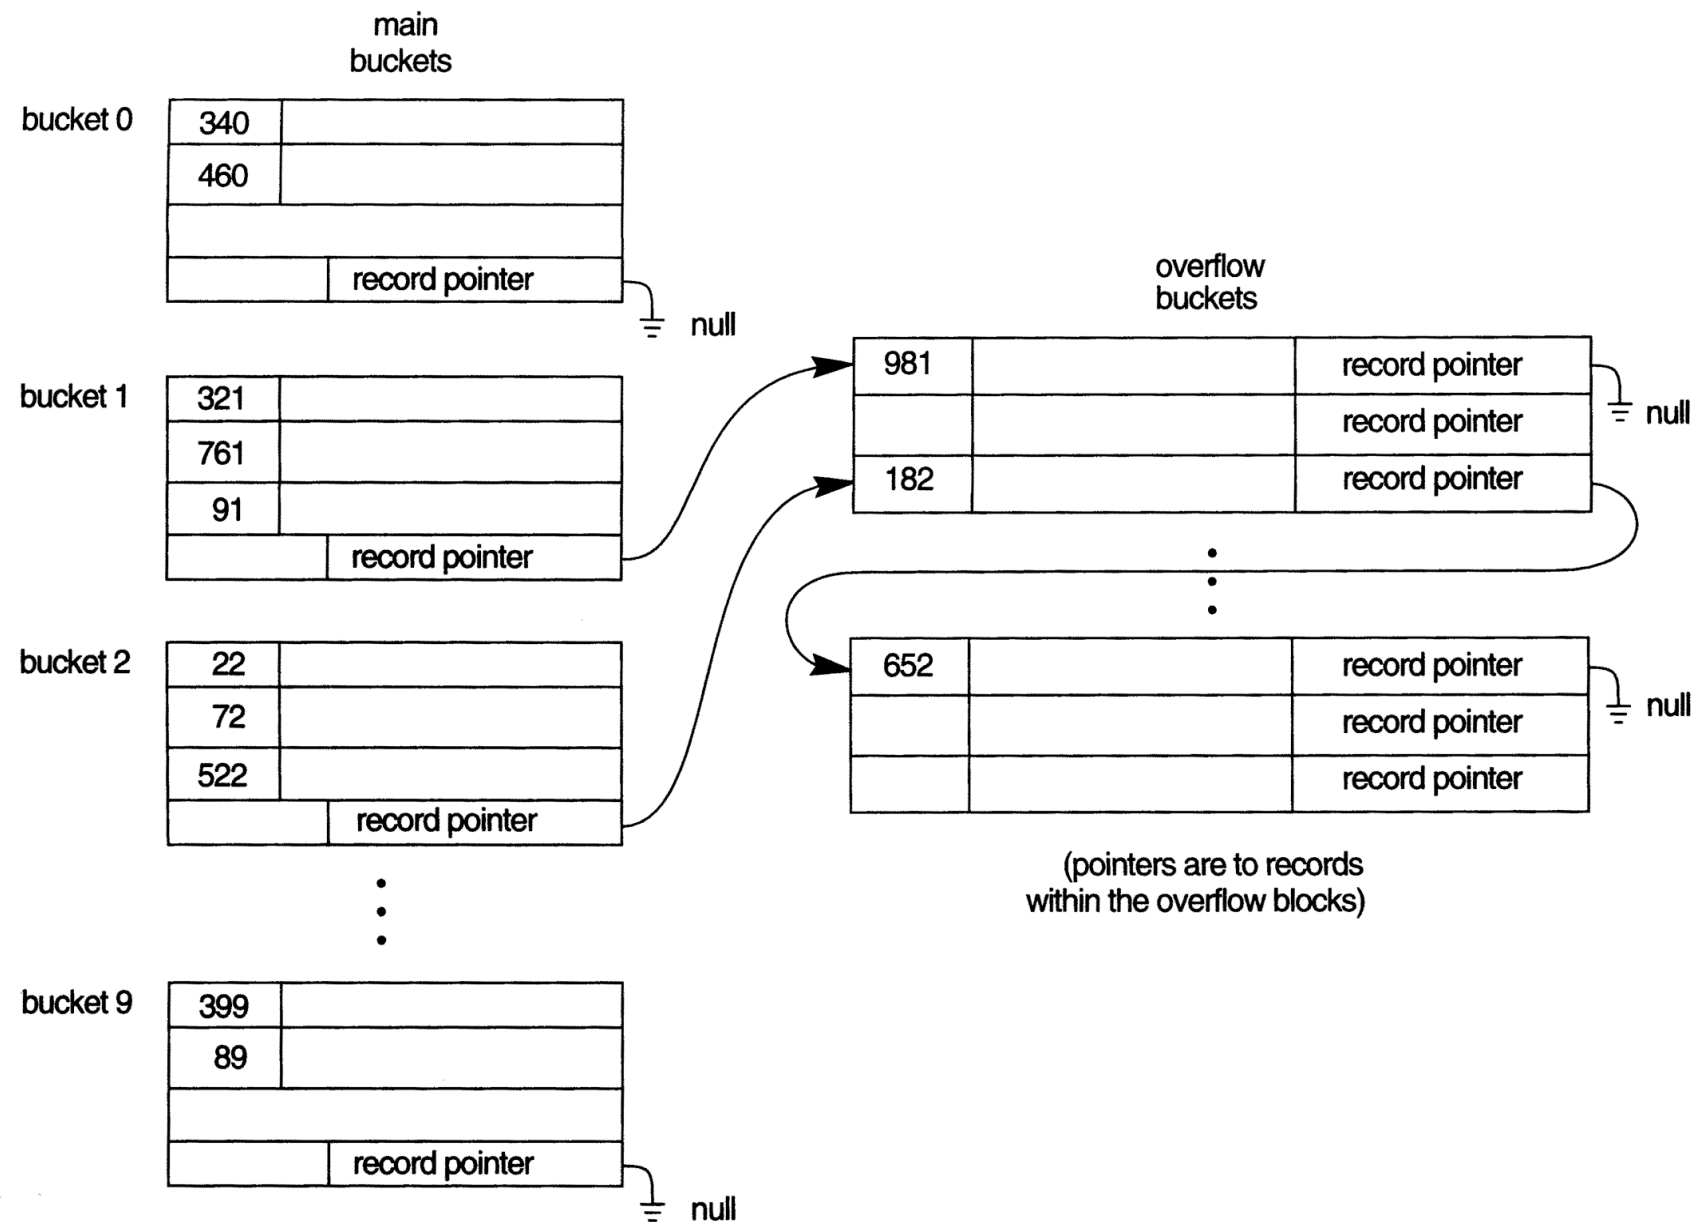 main
buckets
bucket 0
340
460
record pointer
null
bucket 1
321
761
91
record pointer
bucket 2
22
72
522
record pointer
bucket 9
399
89
record pointer
null
overflow
buckets
981 record pointer
null
record pointer
182 record pointer
652 record pointer
null
record pointer
record pointer
(pointers are to records
within the overflow blocks)